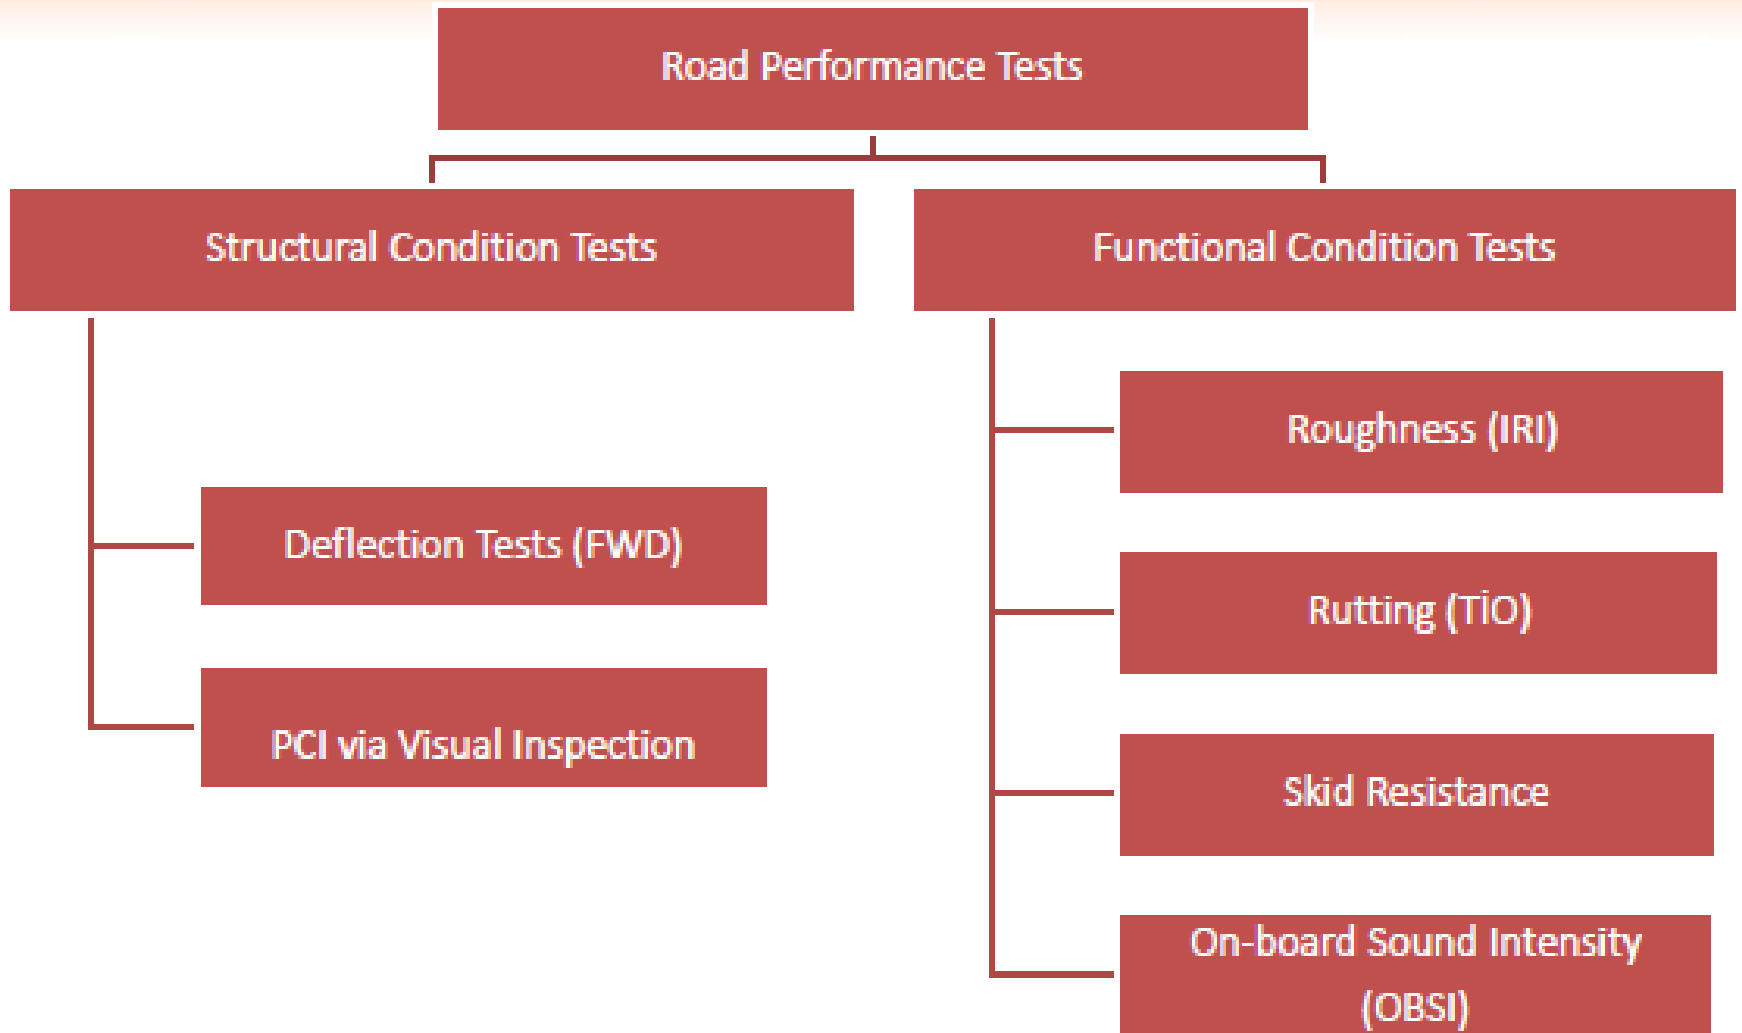 Road Performance Tests
Structural Condition Tests
Functional Condition Tests
Deflection Tests (FWD)
PCI via Visual Inspection
Roughness (IRI)
Rutting (TİO)
Skid Resistance
On-board Sound Intensity
(OBSI)